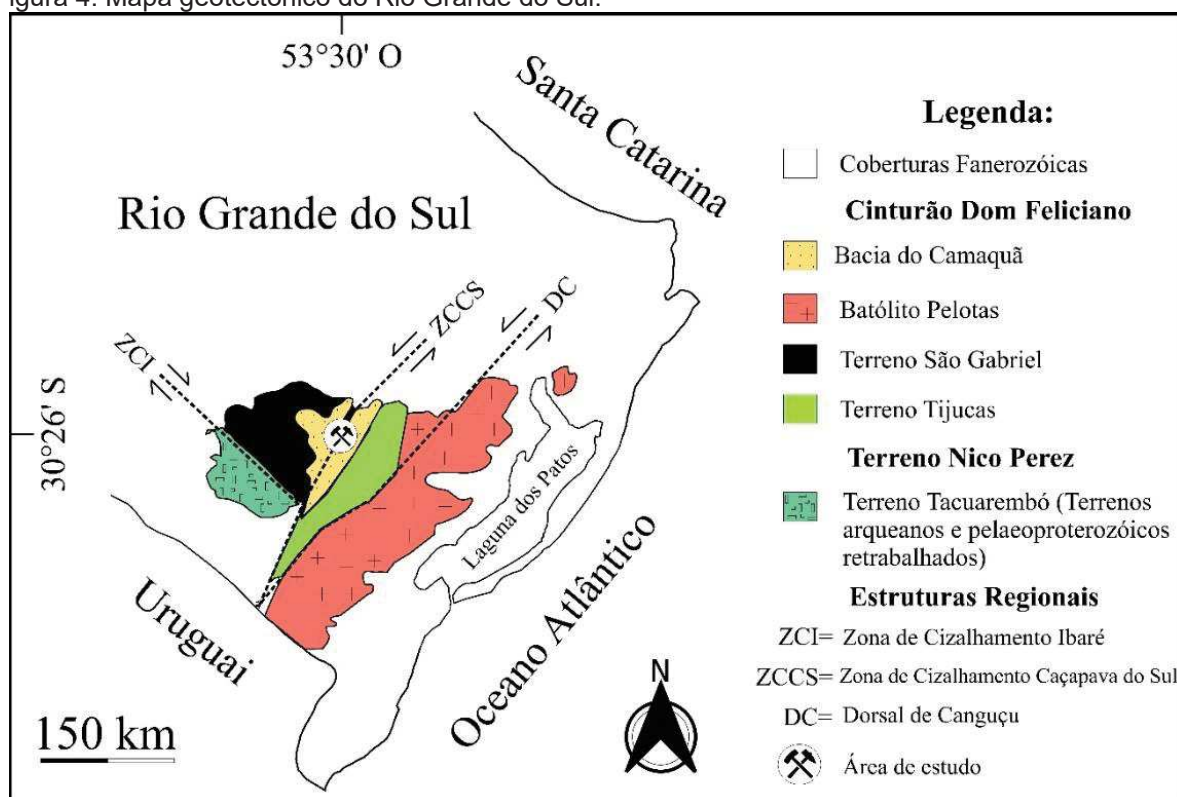 igura 4: Mapa geotectônico do Rio Grande do Sul.
53°30' O
Santa Catarina
Rio Grande do Sul
ZCI
ZCCS
DC
30°26' S
Laguna dos Patos
Oceano Atlântico
Uruguai
150 km
N
Legenda:
Coberturas Fanerozóicas
Cinturão Dom Feliciano
Bacia do Camaquã
Batólito Pelotas
Terreno São Gabriel
Terreno Tijucas
Terreno Nico Perez
Terreno Tacuarembó (Terrenos
arqueanos e pelaeoproterozóicos
retrabalhados)
Estruturas Regionais
ZCI= Zona de Cizalhamento Ibaré
ZCCS= Zona de Cizalhamento Caçapava do Sul
DC= Dorsal de Canguçu
Área de estudo